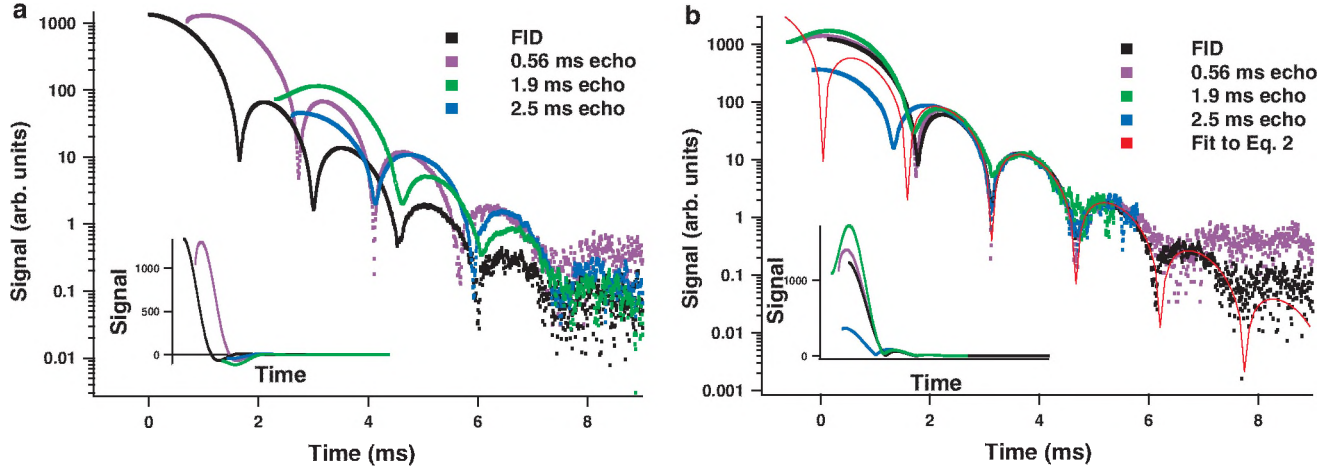 a
Signal (arb. units)
1000
100
10
1
0.1
0.01
FID
0.56 ms echo
1.9 ms echo
2.5 ms echo
Signal
1000
500
0
Time
0
2
4
6
8
Time (ms)
b
Signal (arb. units)
1000
100
10
1
0.1
0.01
0.001
FID
0.56 ms echo
1.9 ms echo
2.5 ms echo
Fit to Eq. 2
Signal
1000
0
Time
0
2
4
6
8
Time (ms)